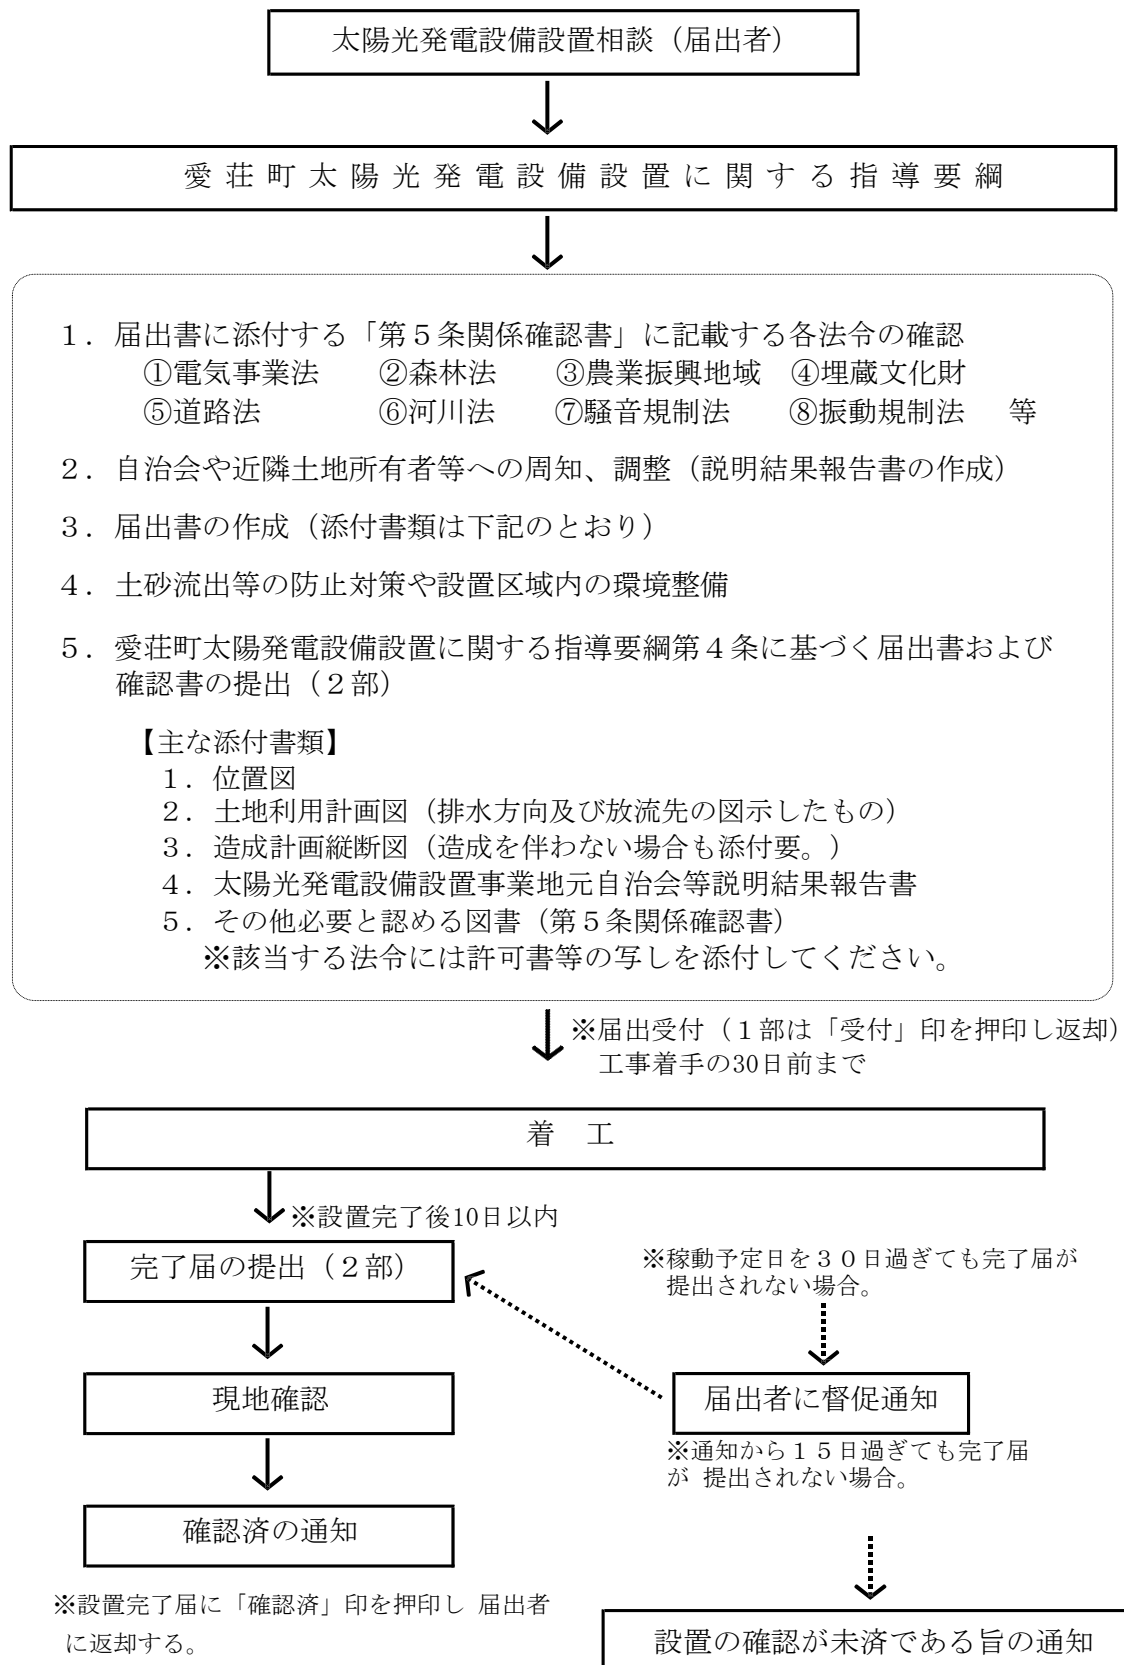 太陽光発電設備設置相談（届出者）
愛荘町太陽光発電設備設置に関する指導要綱
１．届出書に添付する「第５条関係確認書」に記載する各法令の確認
①電気事業法　②森林法　③農業振興地域　④埋蔵文化財
⑤道路法　⑥河川法　⑦騒音規制法　⑧振動規制法　等
２．自治会や近隣土地所有者等への周知、調整（説明結果報告書の作成）
３．届出書の作成（添付書類は下記のとおり）
４．土砂流出等の防止対策や設置区域内の環境整備
５．愛荘町太陽発電設備設置に関する指導要綱第４条に基づく届出書および
確認書の提出（２部）
【主な添付書類】
１．位置図
２．土地利用計画図（排水方向及び放流先の図示したもの）
３．造成計画縦断図（造成を伴わない場合も添付要。）
４．太陽光発電設備設置事業地元自治会等説明結果報告書
５．その他必要と認める図書（第５条関係確認書）
※該当する法令には許可書等の写しを添付してください。
※届出受付（１部は「受付」印を押印し返却）
工事着手の30日前まで
着　工
※設置完了後10日以内
完了届の提出（２部）
※稼動予定日を３０日過ぎても完了届が
提出されない場合。
現地確認
届出者に督促通知
※通知から１５日過ぎても完了届
が 提出されない場合。
確認済の通知
※設置完了届に「確認済」印を押印し 届出者
に返却する。
設置の確認が未済である旨の通知